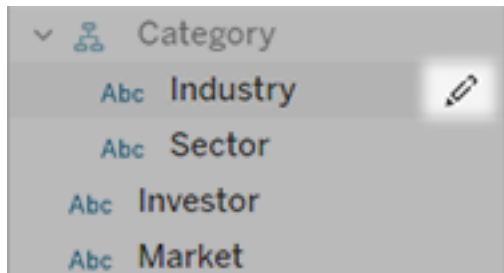 Category
Abc Industry
Abc Sector
Abc Investor
Abc Market